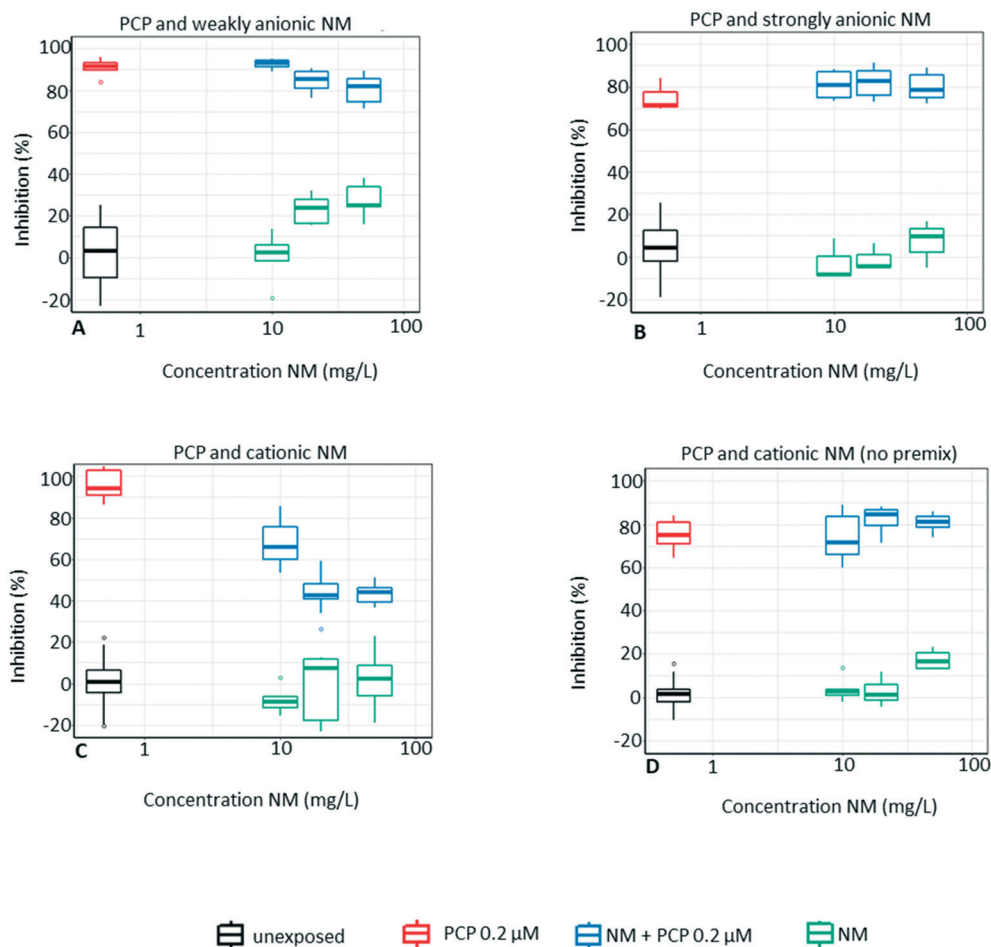 PCP and weakly anionic NM
PCP and strongly anionic NM
100
80
60
40
20
0
-20
Inhibition (%)
A
1
10
100
Concentration NM (mg/L)
100
80
60
40
20
0
-20
Inhibition (%)
B
1
10
100
Concentration NM (mg/L)
PCP and cationic NM
PCP and cationic NM (no premix)
100
80
60
40
20
0
-20
Inhibition (%)
C
1
10
100
Concentration NM (mg/L)
100
80
60
40
20
0
-20
Inhibition (%)
D
1
10
100
Concentration NM (mg/L)
unexposed PCP 0.2 μM NM + PCP 0.2 μM NM